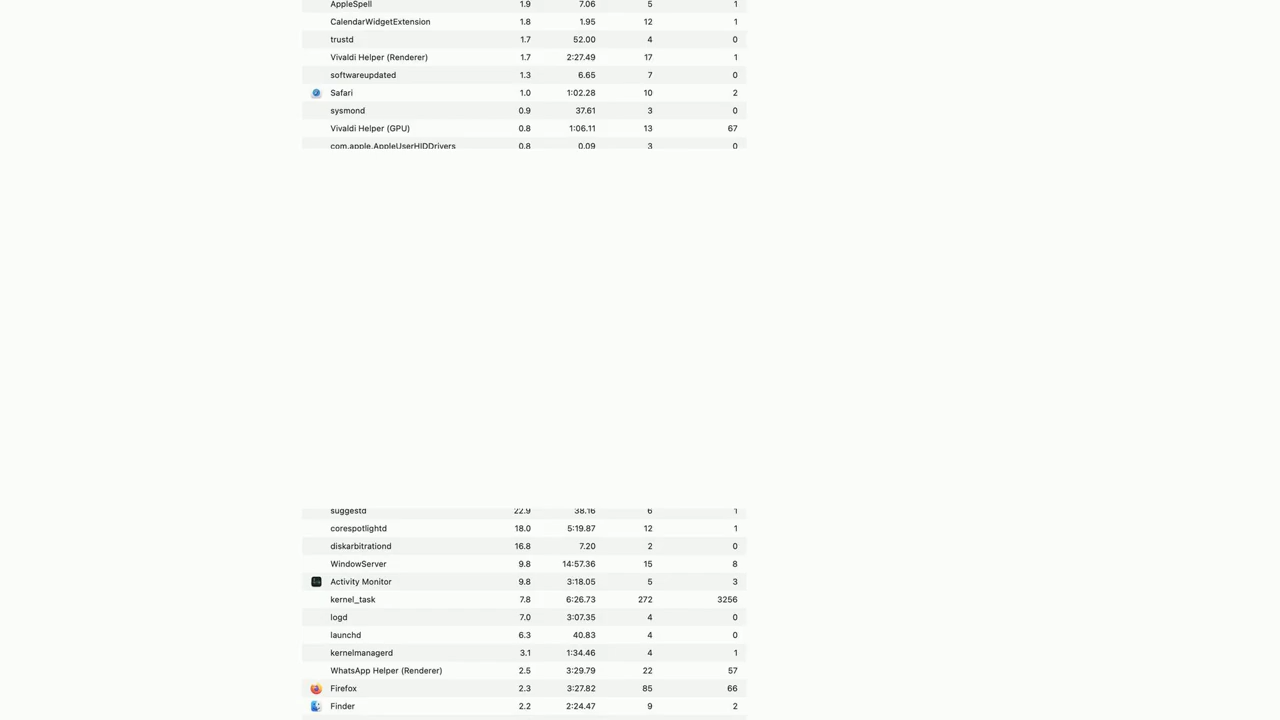 AppleSpell 1.9 7.06 5 1
CalendarWidgetExtension 1.8 1.95 12 1
trustd 1.7 52.00 4 0
Vivaldi Helper (Renderer) 1.7 2:27.49 17 1
softwareupdated 1.3 6.65 7 0
Safari 1.0 1:02.28 10 2
sysmond 0.9 37.61 3 0
Vivaldi Helper (GPU) 0.8 1:06.11 13 67
com.apple.AppleUserHIDDrivers 0.8 0.09 3 0
suggestd 22.9 38.16 6 1
corespotlightd 18.0 5:19.87 12 1
diskarbitrationd 16.8 7.20 2 0
WindowServer 9.8 14:57.36 15 8
Activity Monitor 9.8 3:18.05 5 3
kernel_task 7.8 6:26.73 272 3256
logd 7.0 3:07.35 4 0
launchd 6.3 40.83 4 0
kernelmanagerd 3.1 1:34.46 4 1
WhatsApp Helper (Renderer) 2.5 3:29.79 22 57
Firefox 2.3 3:27.82 85 66
Finder 2.2 2:24.47 9 2